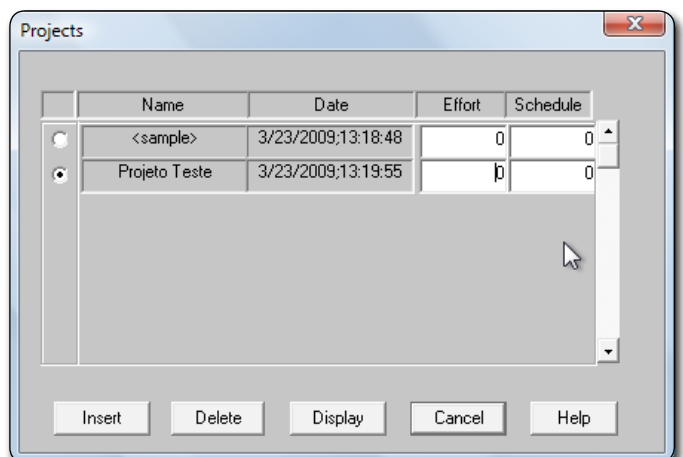 Projects
Name Date Effort Schedule
<sample> 3/23/2009;13:18:48 0 0
Projeto Teste 3/23/2009;13:19:55 0 0
Insert Delete Display Cancel Help